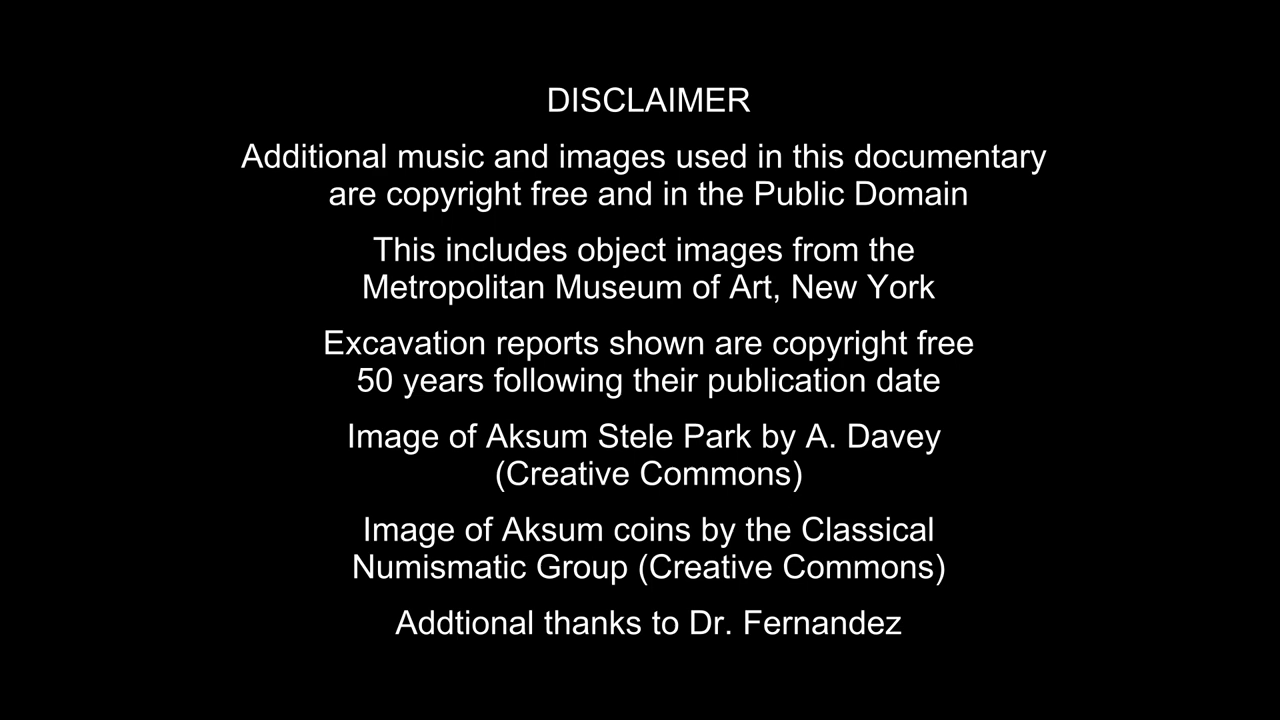 DISCLAIMER
Additional music and images used in this documentary
are copyright free and in the Public Domain
This includes object images from the
Metropolitan Museum of Art, New York
Excavation reports shown are copyright free
50 years following their publication date
Image of Aksum Stele Park by A. Davey
(Creative Commons)
Image of Aksum coins by the Classical
Numismatic Group (Creative Commons)
Addtional thanks to Dr. Fernandez